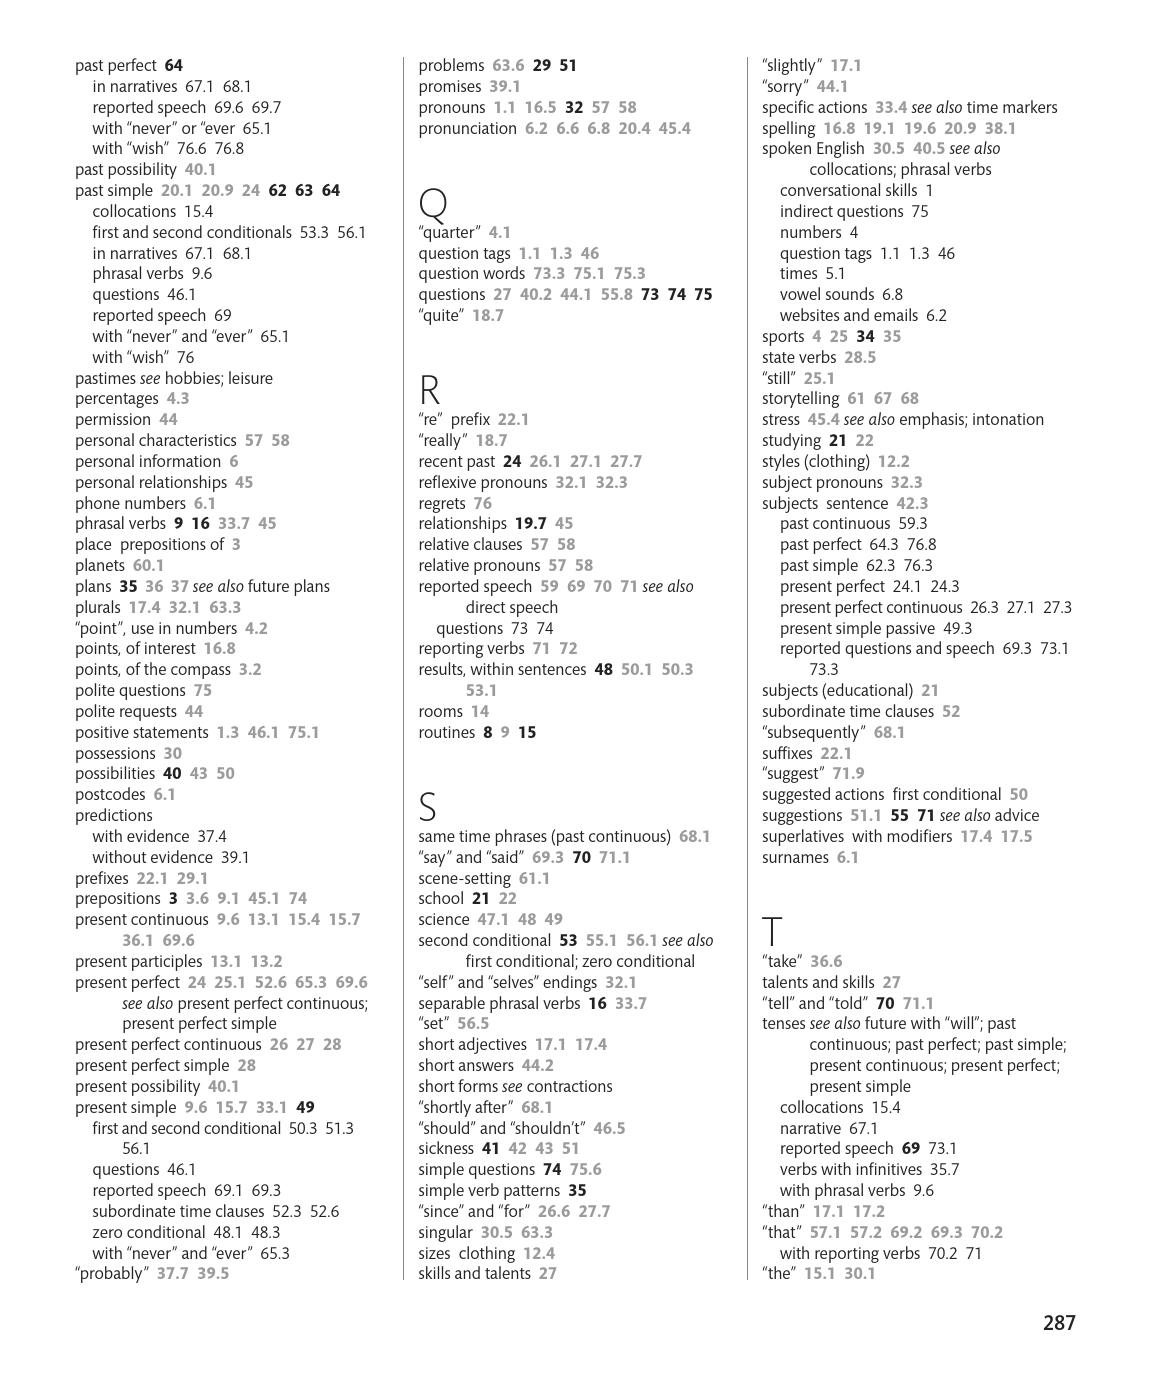 past perfect 64
in narratives 67.1 68.1
reported speech 69.6 69.7
with “never” or “ever 65.1
with “wish” 76.6 76.8
past possibility 40.1
past simple 20.1 20.9 24 62 63 64
collocations 15.4
first and second conditionals 53.3 56.1
in narratives 67.1 68.1
phrasal verbs 9.6
questions 46.1
reported speech 69
with “never” and “ever” 65.1
with “wish” 76
pastimes see hobbies; leisure
percentages 4.3
permission 44
personal characteristics 57 58
personal information 6
personal relationships 45
phone numbers 6.1
phrasal verbs 9 16 33.7 45
place prepositions of 3
planets 60.1
plans 35 36 37 see also future plans
plurals 17.4 32.1 63.3
“point”, use in numbers 4.2
points, of interest 16.8
points, of the compass 3.2
polite questions 75
polite requests 44
positive statements 1.3 46.1 75.1
possessions 30
possibilities 40 43 50
postcodes 6.1
predictions
with evidence 37.4
without evidence 39.1
prefixes 22.1 29.1
prepositions 3 3.6 9.1 45.1 74
present continuous 9.6 13.1 15.4 15.7
36.1 69.6
present participles 13.1 13.2
present perfect 24 25.1 52.6 65.3 69.6
see also present perfect continuous;
present perfect simple
present perfect continuous 26 27 28
present perfect simple 28
present possibility 40.1
present simple 9.6 15.7 33.1 49
first and second conditional 50.3 51.3
56.1
questions 46.1
reported speech 69.1 69.3
subordinate time clauses 52.3 52.6
zero conditional 48.1 48.3
with “never” and “ever” 65.3
“probably” 37.7 39.5
problems 63.6 29 51
promises 39.1
pronouns 1.1 16.5 32 57 58
pronunciation 6.2 6.6 6.8 20.4 45.4
Q
“quarter” 4.1
question tags 1.1 1.3 46
question words 73.3 75.1 75.3
questions 27 40.2 44.1 55.8 73 74 75
“quite” 18.7
R
“re” prefix 22.1
“really” 18.7
recent past 24 26.1 27.1 27.7
reflexive pronouns 32.1 32.3
regrets 76
relationships 19.7 45
relative clauses 57 58
relative pronouns 57 58
reported speech 59 69 70 71 see also
direct speech
questions 73 74
reporting verbs 71 72
results, within sentences 48 50.1 50.3
53.1
rooms 14
routines 8 9 15
S
same time phrases (past continuous) 68.1
“say” and “said” 69.3 70 71.1
scene-setting 61.1
school 21 22
science 47.1 48 49
second conditional 53 55.1 56.1 see also
first conditional; zero conditional
“self” and “selves” endings 32.1
separable phrasal verbs 16 33.7
“set” 56.5
short adjectives 17.1 17.4
short answers 44.2
short forms see contractions
“shortly after” 68.1
“should” and “shouldn’t” 46.5
sickness 41 42 43 51
simple questions 74 75.6
simple verb patterns 35
“since” and “for” 26.6 27.7
singular 30.5 63.3
sizes clothing 12.4
skills and talents 27
“slightly” 17.1
“sorry” 44.1
specific actions 33.4 see also time markers
spelling 16.8 19.1 19.6 20.9 38.1
spoken English 30.5 40.5 see also
collocations; phrasal verbs
conversational skills 1
indirect questions 75
numbers 4
question tags 1.1 1.3 46
times 5.1
vowel sounds 6.8
websites and emails 6.2
sports 4 25 34 35
state verbs 28.5
“still” 25.1
storytelling 61 67 68
stress 45.4 see also emphasis; intonation
studying 21 22
styles (clothing) 12.2
subject pronouns 32.3
subjects sentence 42.3
past continuous 59.3
past perfect 64.3 76.8
past simple 62.3 76.3
present perfect 24.1 24.3
present perfect continuous 26.3 27.1 27.3
present simple passive 49.3
reported questions and speech 69.3 73.1
73.3
subjects (educational) 21
subordinate time clauses 52
“subsequently” 68.1
suffixes 22.1
“suggest” 71.9
suggested actions first conditional 50
suggestions 51.1 55 71 see also advice
superlatives with modifiers 17.4 17.5
surnames 6.1
T
“take” 36.6
talents and skills 27
“tell” and “told” 70 71.1
tenses see also future with “will”; past
continuous; past perfect; past simple;
present continuous; present perfect;
present simple
collocations 15.4
narrative 67.1
reported speech 69 73.1
verbs with infinitives 35.7
with phrasal verbs 9.6
“than” 17.1 17.2
“that” 57.1 57.2 69.2 69.3 70.2
with reporting verbs 70.2 71
“the” 15.1 30.1
287